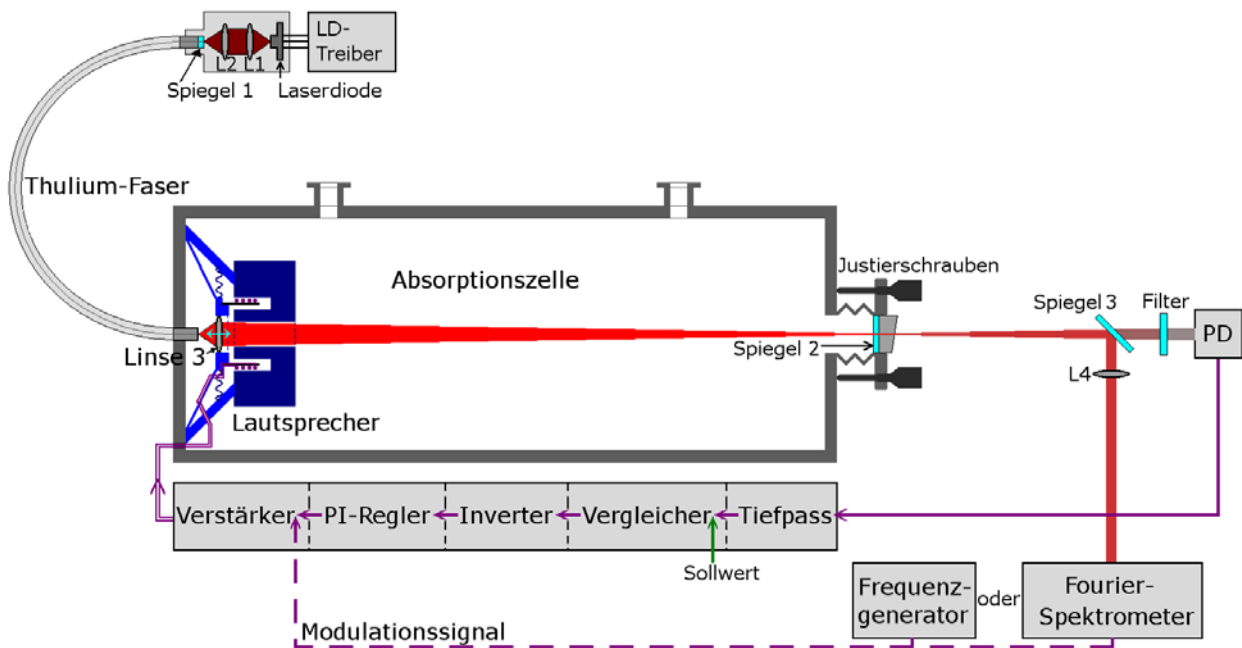 LD-
Treiber
L2 L1
Spiegel 1
Laserdiode
Thulium-Faser
Absorptionszelle
Justierschrauben
Spiegel 3
Filter
PD
Linse 3
Spiegel 2
L4
Lautsprecher
Verstärker
PI-Regler
Inverter
Vergleicher
Tiefpass
Sollwert
Frequenz-
generator
oder
Fourier-
Spektrometer
Modulationssignal